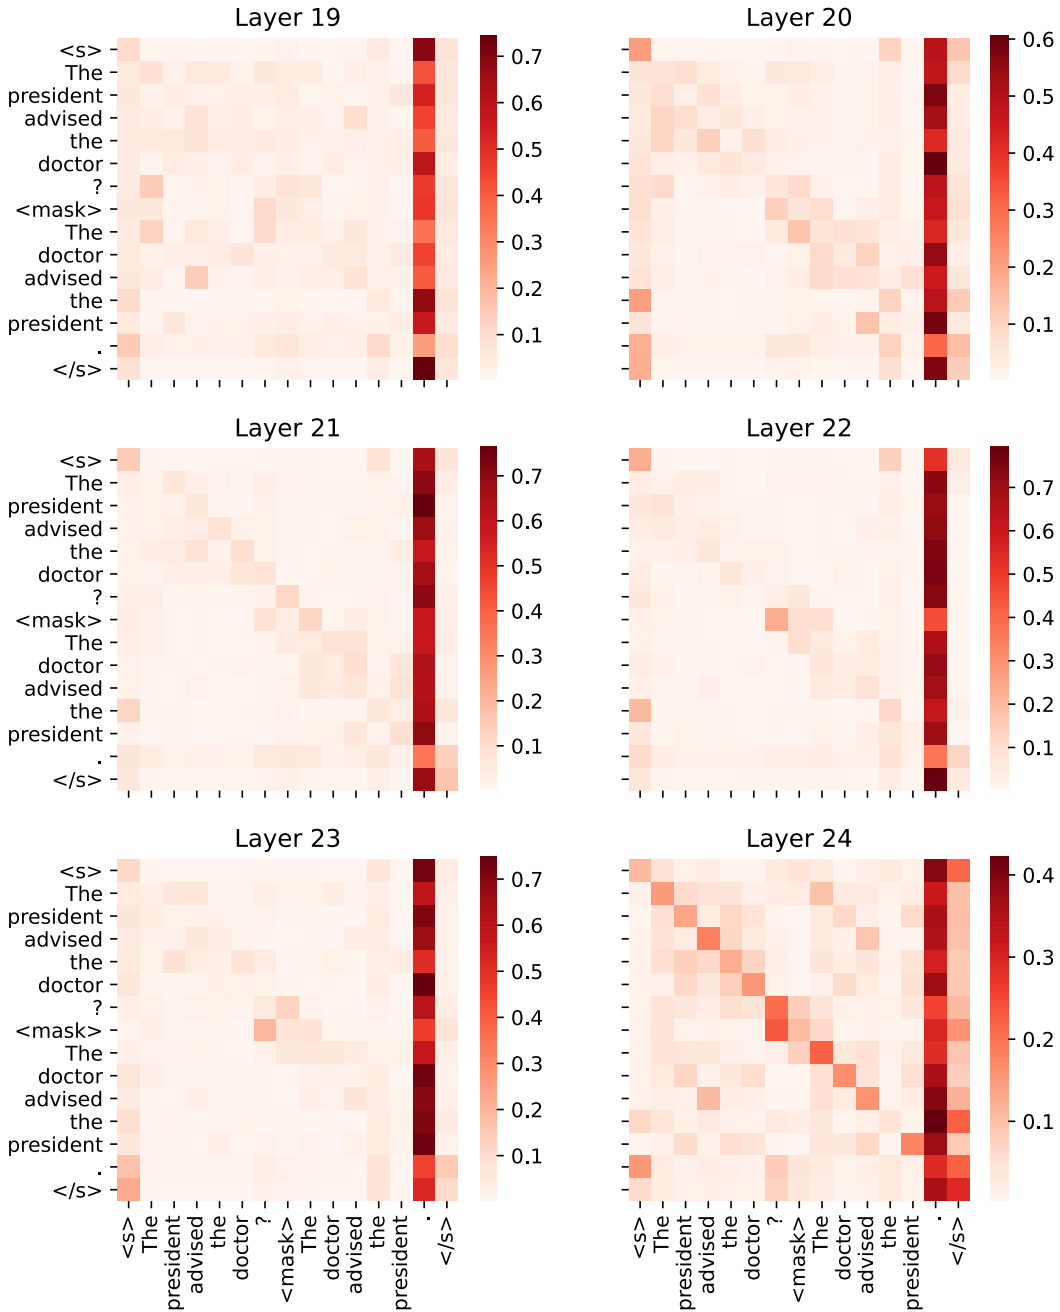 Layer 19
<s>
The
president
advised
the
doctor
?
<mask>
The
doctor
advised
the
president
.
</s>
0.7
0.6
0.5
0.4
0.3
0.2
0.1
Layer 20
0.6
0.5
0.4
0.3
0.2
0.1
Layer 21
<s>
The
president
advised
the
doctor
?
<mask>
The
doctor
advised
the
president
.
</s>
0.7
0.6
0.5
0.4
0.3
0.2
0.1
Layer 22
0.7
0.6
0.5
0.4
0.3
0.2
0.1
Layer 23
<s>
The
president
advised
the
doctor
?
<mask>
The
doctor
advised
the
president
.
</s>
0.7
0.6
0.5
0.4
0.3
0.2
0.1
<s>
The
president
advised
the
doctor
?
<mask>
The
doctor
advised
the
president
.
</s>
Layer 24
0.4
0.3
0.2
0.1
<s>
The
president
advised
the
doctor
?
<mask>
The
doctor
advised
the
president
.
</s>